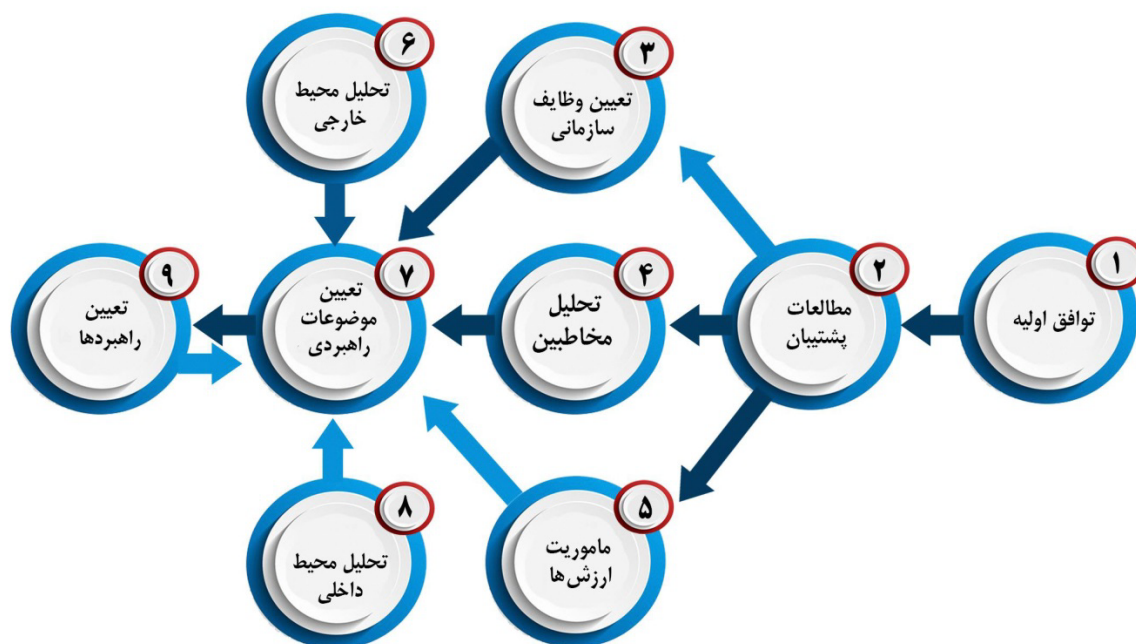 ۱
توافق اولیه
۲
مطالعات
پشتیبان
۳
تعیین وظایف
سازمانی
۴
تحلیل
مخاطبین
۵
ماموریت
ارزش‌ها
۶
تحلیل محیط
خارجی
۷
تعیین
موضوعات
راهبردی
۸
تحلیل محیط
داخلی
۹
تعیین
راهبردها